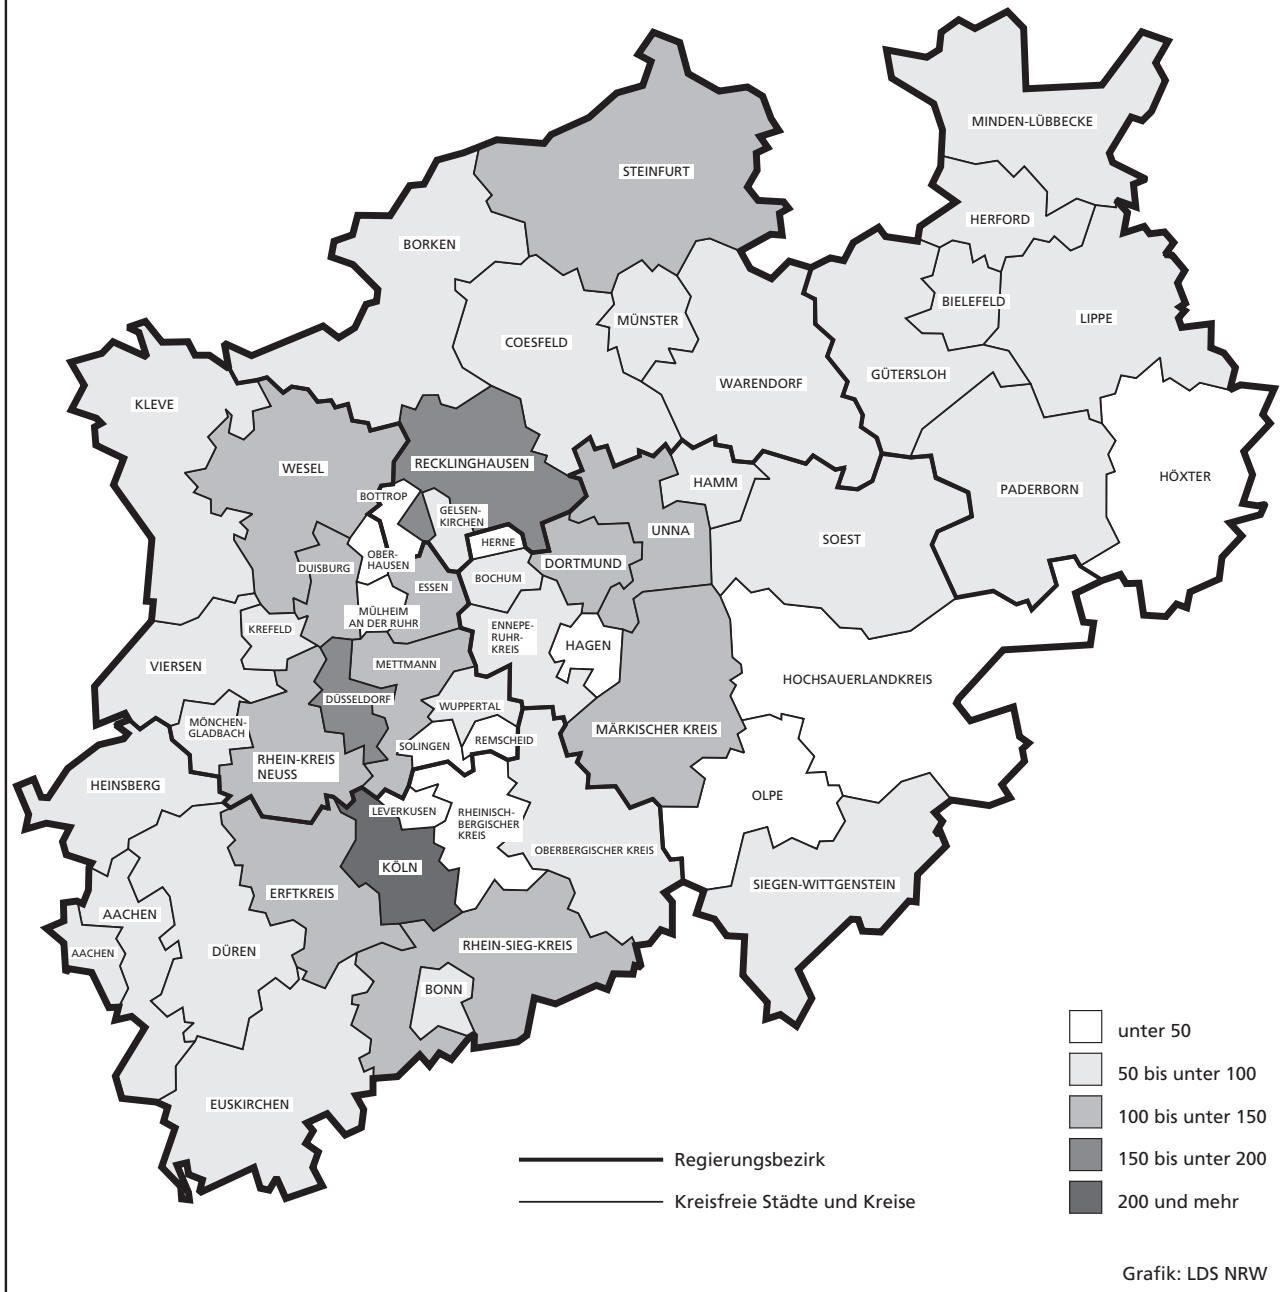 MINDEN-LÜBBECKE
STEINFURT
HERFORD
BORKEN
BIELEFELD
LIPPE
MÜNSTER
COESFELD
GÜTERSLOH
WARENDORF
KLEVE
RECKLINGHAUSEN
WESEL
HÖXTER
HAMM
PADERBORN
BOTTROP
GELSEN-
KIRCHEN
UNNA
SOEST
HERNE
OBER-
HAUSEN
DORTMUND
DUISBURG
BOCHUM
ESSEN
MÜLHEIM
AN DER RUHR
KREFELD
ENNEPE-
RUHR-
KREIS
HAGEN
VIERSEN
METTMANN
HOCHSAUERLANDKREIS
DÜSSELDORF
WUPPERTAL
MÖNCHEN-
GLADBACH
MÄRKISCHER KREIS
REMSCHEID
SOLINGEN
RHEIN-KREIS
NEUSS
HEINSBERG
OLPE
LEVERKUSEN
RHEINISCH-
BERGISCHER
KREIS
OBERBERGISCHER KREIS
KÖLN
SIEGEN-WITTGENSTEIN
ERFTKREIS
AACHEN
RHEIN-SIEG-KREIS
AACHEN
DÜREN
BONN
EUSKIRCHEN
unter 50
50 bis unter 100
100 bis unter 150
150 bis unter 200
200 und mehr
Regierungsbezirk
Kreisfreie Städte und Kreise
Grafik: LDS NRW